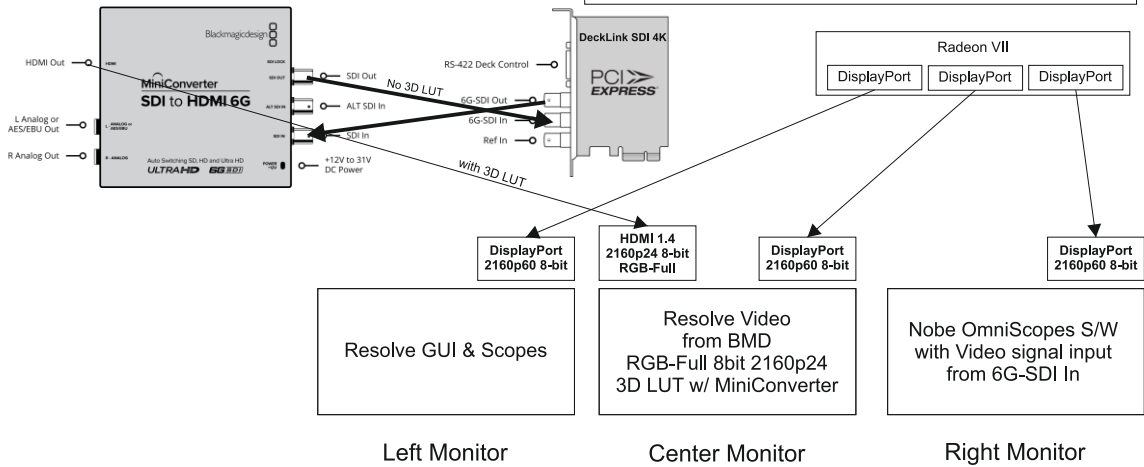 Blackmagicdesign
HDMI Out
HDMI
SDI LOCK
SDI OUT
SDI Out
MiniConverter
SDI to HDMI 6G
ALT SDI IN
ALT SDI In
L Analog or
AES/EBU Out
L - ANALOG or
AES/EBU
SDI IN
SDI In
R Analog Out
R - ANALOG
Auto Switching SD, HD and Ultra HD
ULTRAHD 6G SDI
POWER
+12V to 31V
DC Power
No 3D LUT
with 3D LUT
DeckLink SDI 4K
RS-422 Deck Control
PCI
EXPRESS
6G-SDI Out
6G-SDI In
Ref In
Radeon VII
DisplayPort
DisplayPort
DisplayPort
DisplayPort
2160p60 8-bit
HDMI 1.4
2160p24 8-bit
RGB-Full
DisplayPort
2160p60 8-bit
DisplayPort
2160p60 8-bit
Resolve GUI & Scopes
Resolve Video
from BMD
RGB-Full 8bit 2160p24
3D LUT w/ MiniConverter
Nobe OmniScopes S/W
with Video signal input
from 6G-SDI In
Left Monitor
Center Monitor
Right Monitor